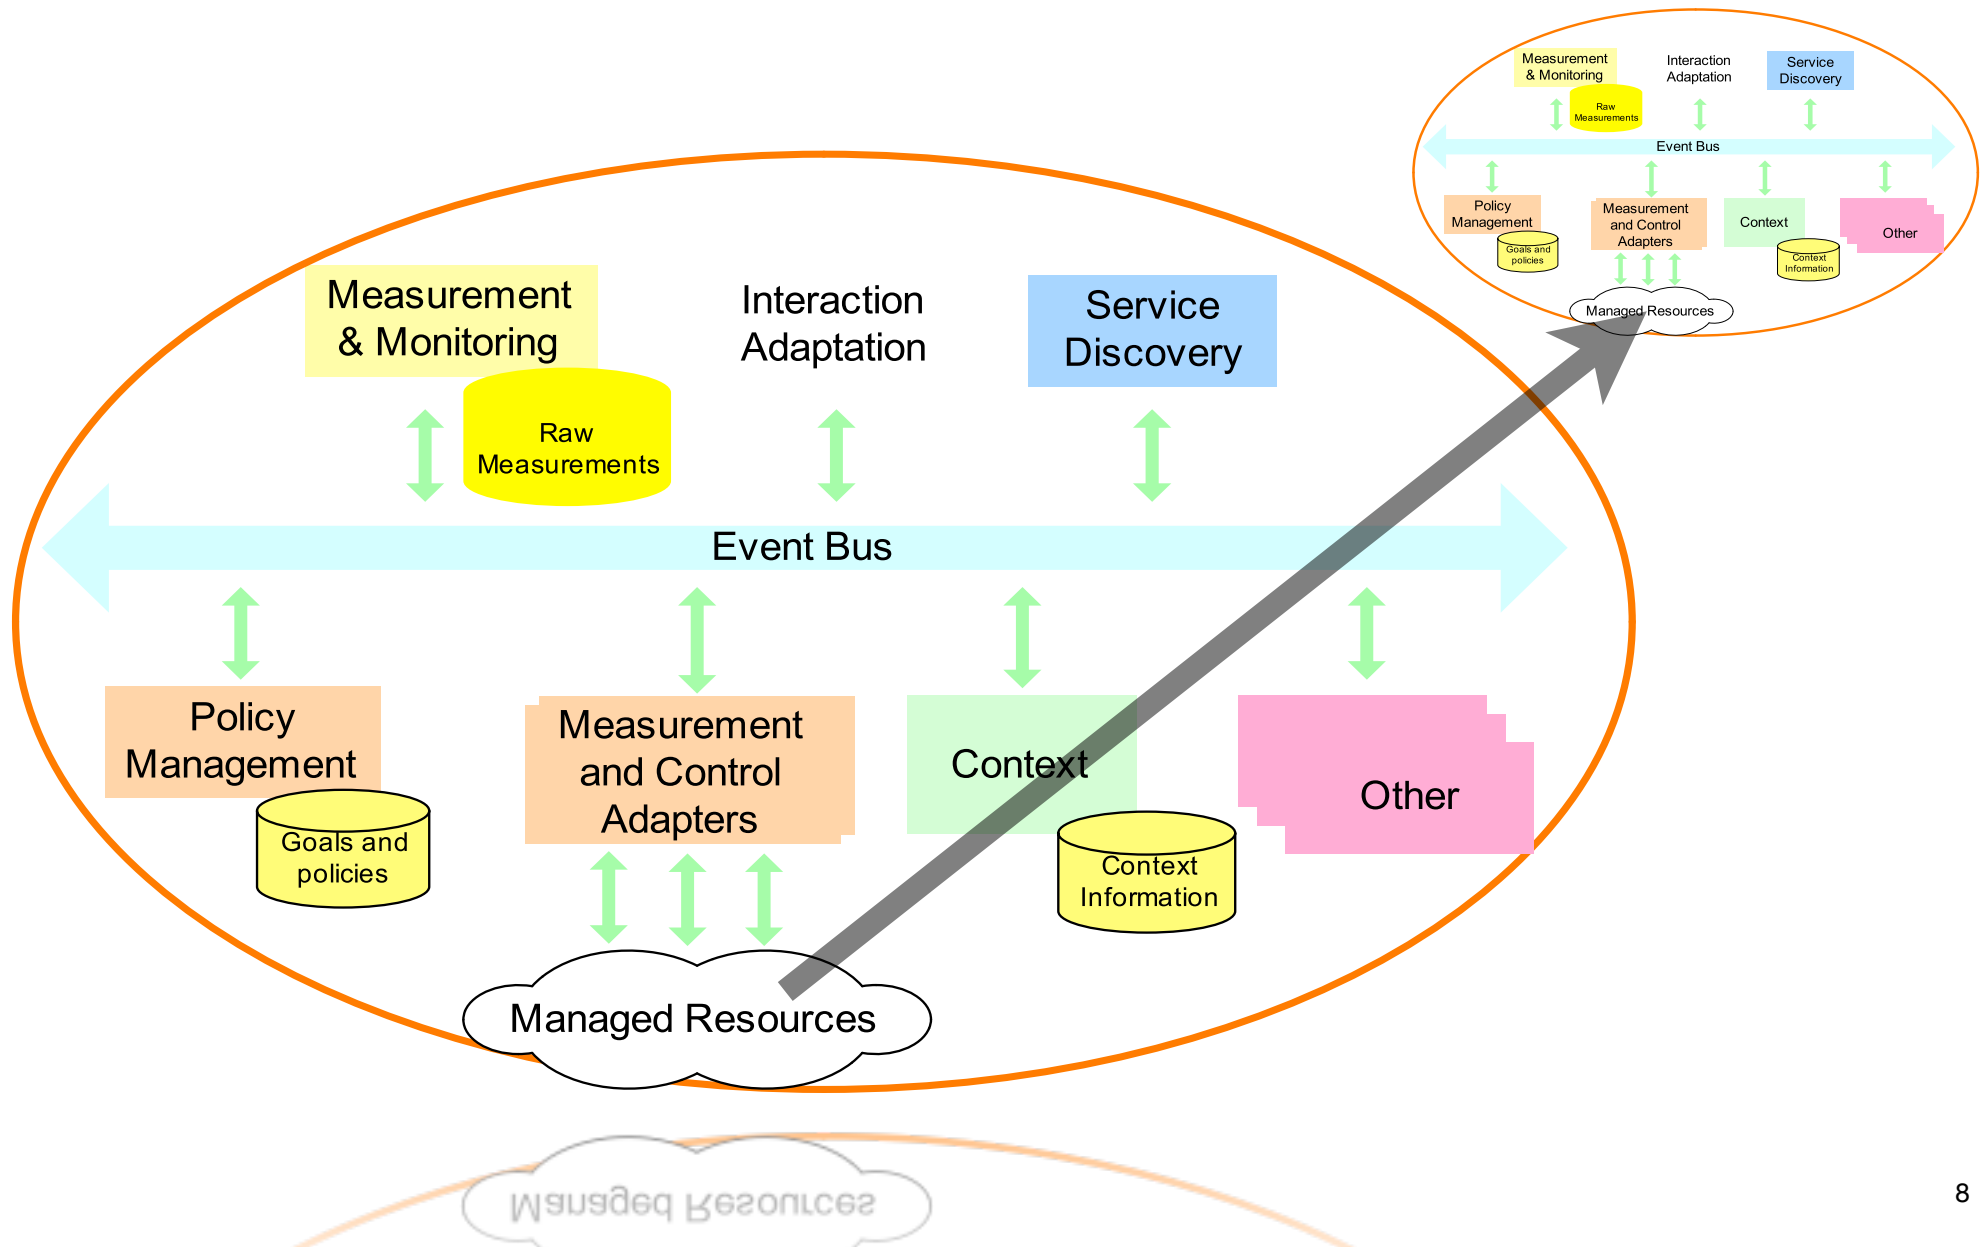 Measurement
& Monitoring
Interaction
Adaptation
Service
Discovery
Raw
Measurements
Event Bus
Policy
Management
Measurement
and Control
Adapters
Context
Other
Goals and
policies
Context
Information
Managed Resources
Measurement
& Monitoring
Interaction
Adaptation
Service
Discovery
Raw
Measurements
Event Bus
Policy
Management
Goals and
policies
Measurement
and Control
Adapters
Context
Context
Information
Other
Managed Resources
Managed Resources
8